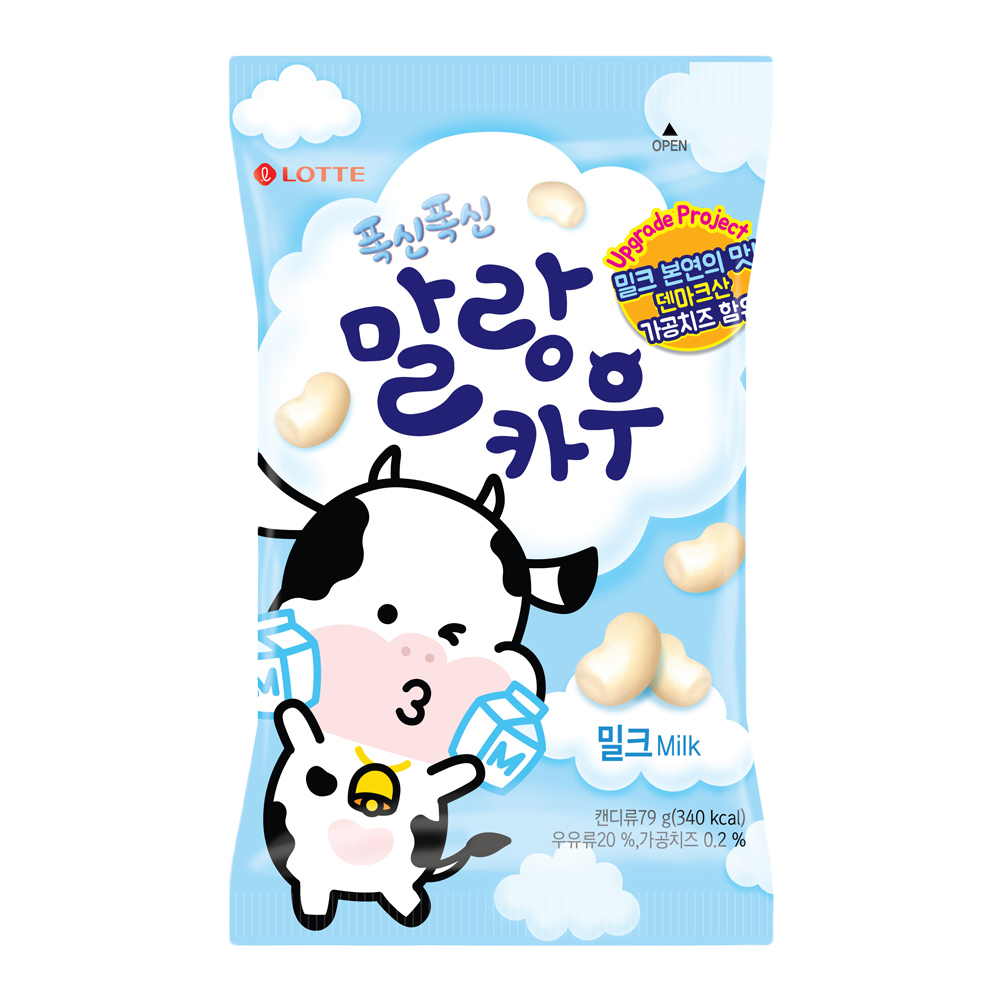 OPEN
LOTTE
폭신폭신
말랑
카우
Upgrade Project
밀크 본연의 맛
덴마크산
가공치즈 함유
M
M
밀크 Milk
캔디류79 g(340 kcal)
우유류20 %,가공치즈 0.2 %